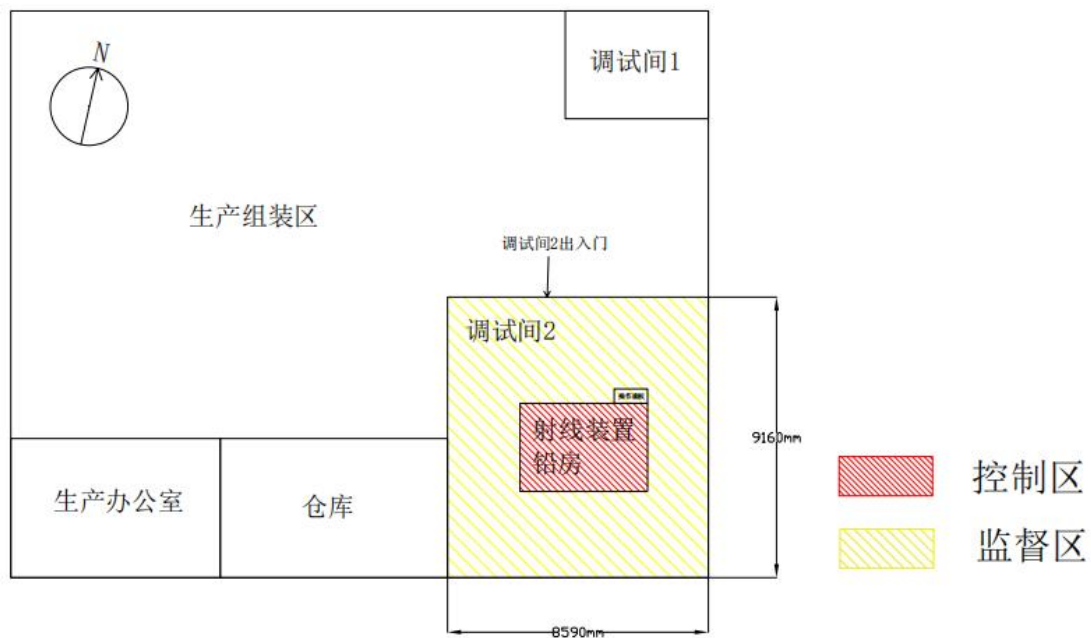 N
调试间1
生产组装区
调试间2出入门
调试间2
射线装置
铅房
9160mm
控制区
生产办公室
仓库
监督区
8590mm